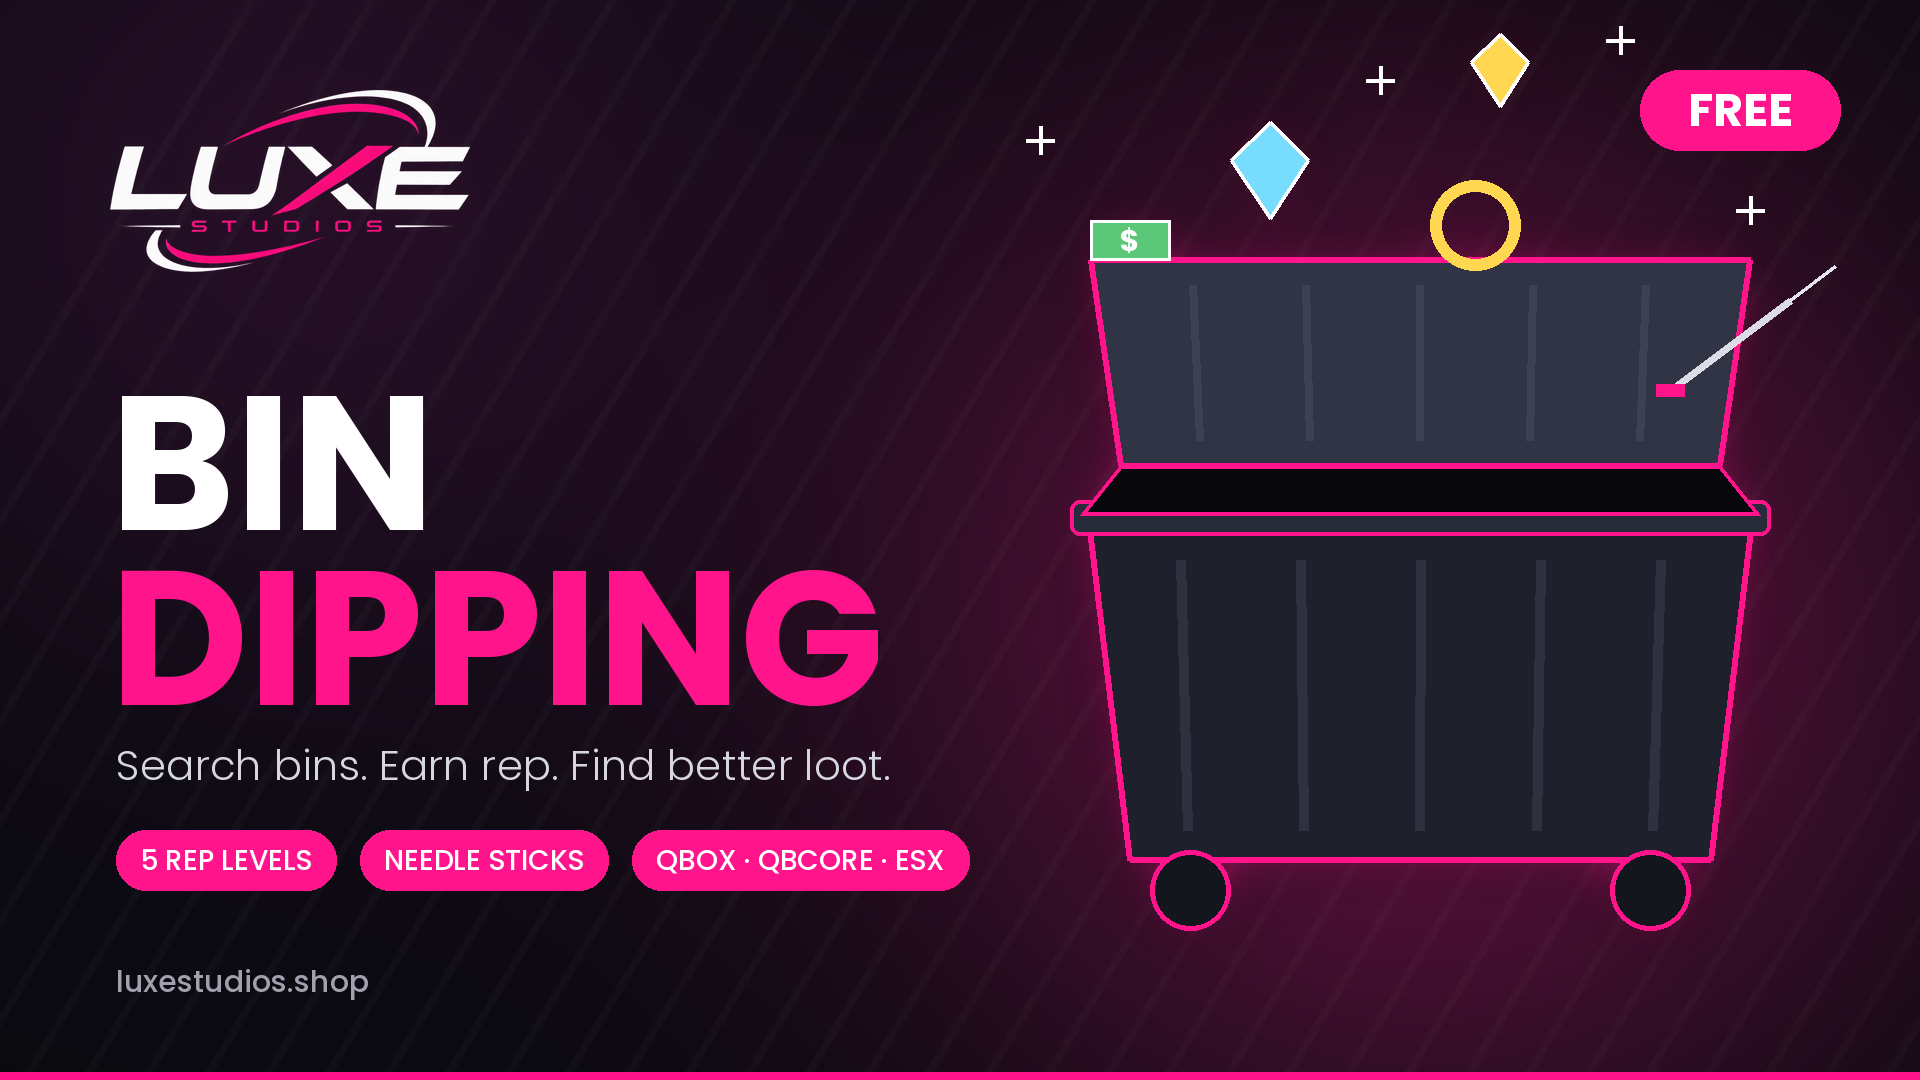 LUXE
STUDIOS
FREE
$
BIN
DIPPING
Search bins. Earn rep. Find better loot.
5 REP LEVELS
NEEDLE STICKS
QBOX · QBCORE · ESX
luxestudios.shop